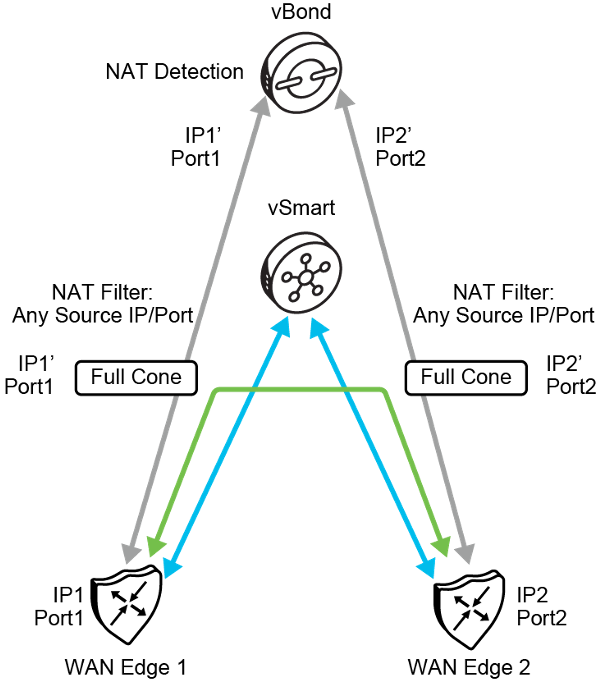 vBond
NAT Detection
IP1’
Port1
IP2’
Port2
vSmart
NAT Filter:
Any Source IP/Port
NAT Filter:
Any Source IP/Port
IP1’
Port1
Full Cone
Full Cone
IP2’
Port2
IP1
Port1
IP2
Port2
WAN Edge 1
WAN Edge 2